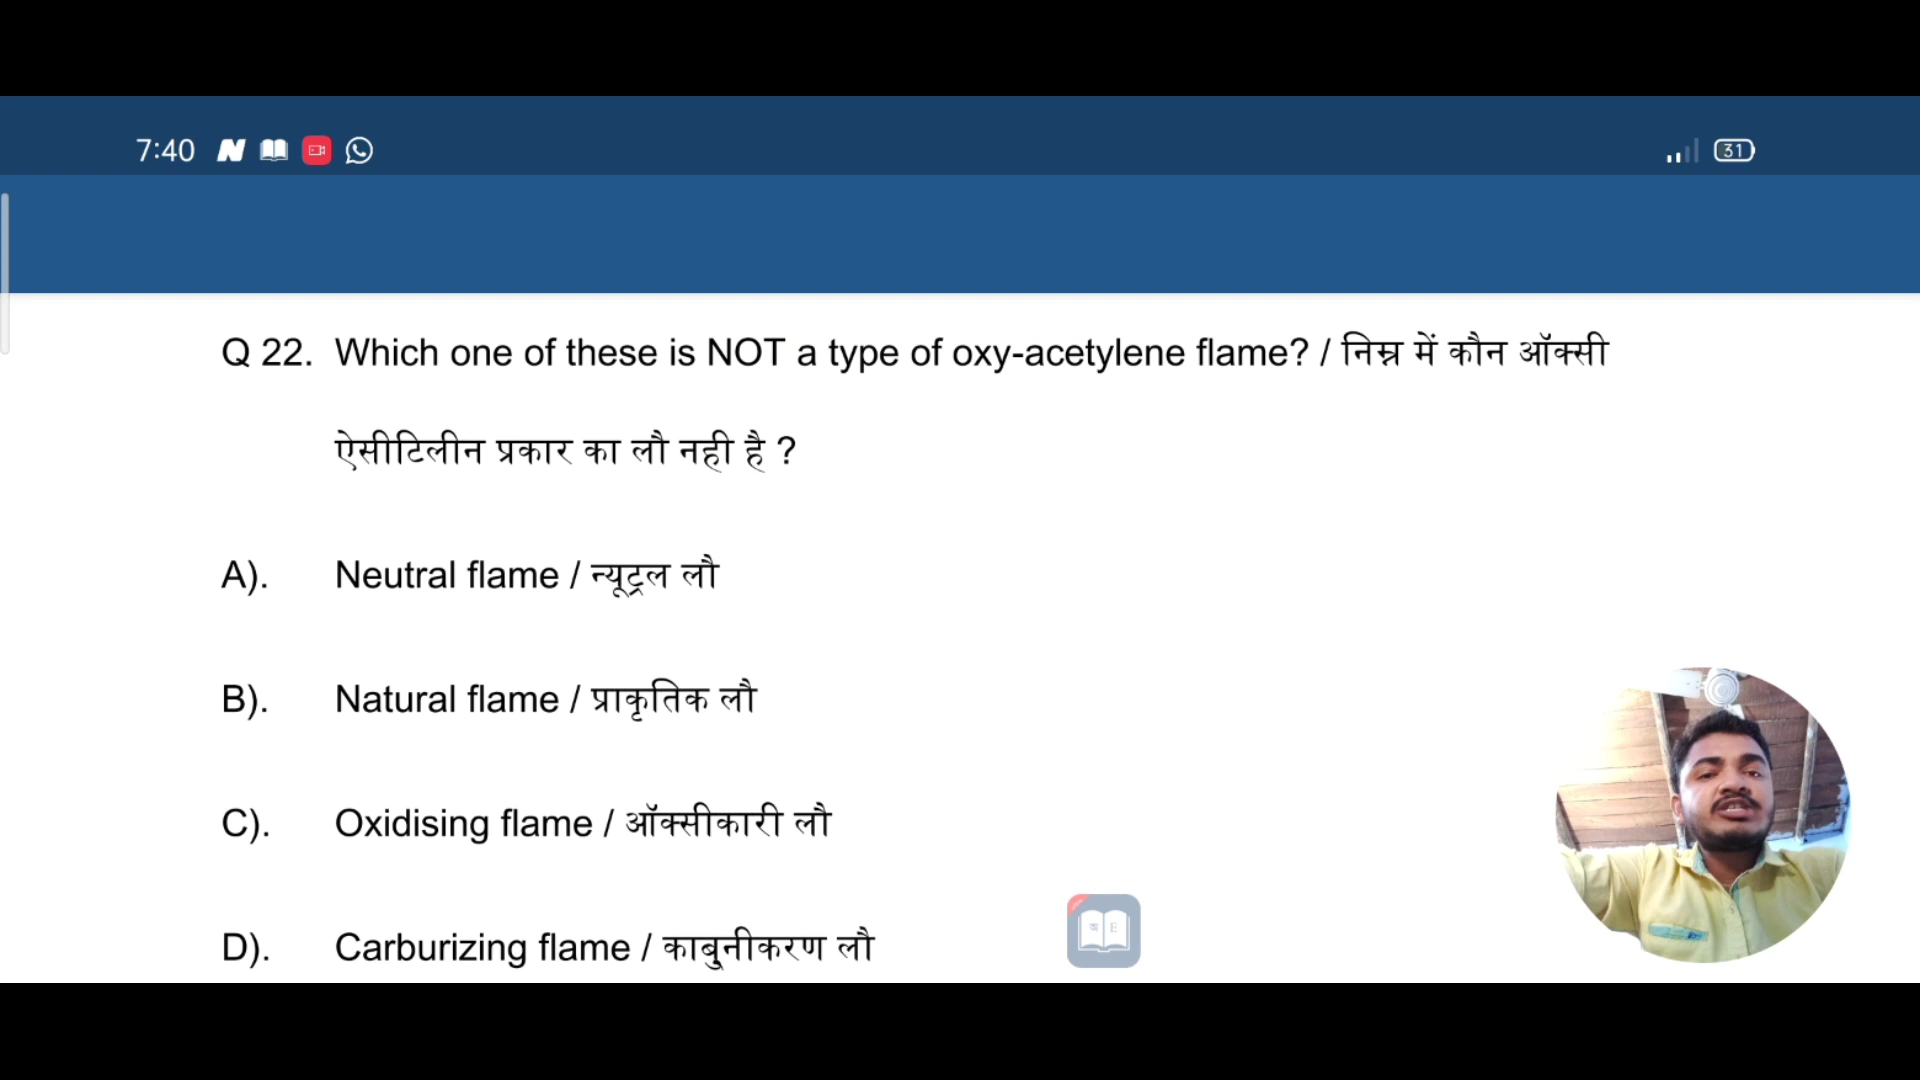 7:40
31
Q 22. Which one of these is NOT a type of oxy-acetylene flame? / निम्न में कौन ऑक्सी
ऐसीटिलीन प्रकार का लौ नही है ?
A). Neutral flame / न्यूट्रल लौ
B). Natural flame / प्राकृतिक लौ
C). Oxidising flame / ऑक्सीकारी लौ
D). Carburizing flame / काबुनीकरण लौ
अ E